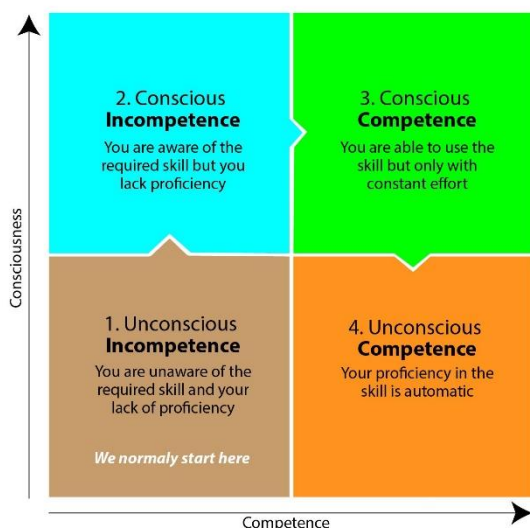 2. Conscious
Incompetence
You are aware of the
required skill but you
lack proficiency
3. Conscious
Competence
You are able to use the
skill but only with
constant effort
1. Unconscious
Incompetence
You are unaware of the
required skill and your
lack of proficiency
We normaly start here
4. Unconscious
Competence
Your proficiency in the
skill is automatic
Consciousness
Competence